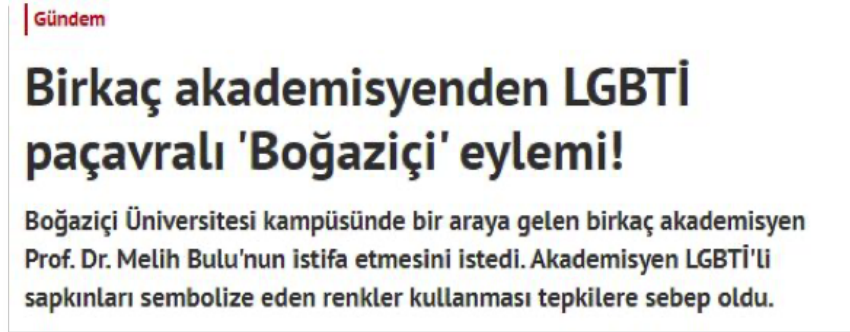 Gündem
Birkaç akademisyenden LGBTİ
paçavralı 'Boğaziçi' eylemi!
Boğaziçi Üniversitesi kampüsünde bir araya gelen birkaç akademisyen
Prof. Dr. Melih Bulu'nun istifa etmesini istedi. Akademisyen LGBTİ'li
sapkınları sembolize eden renkler kullanması tepkilere sebep oldu.